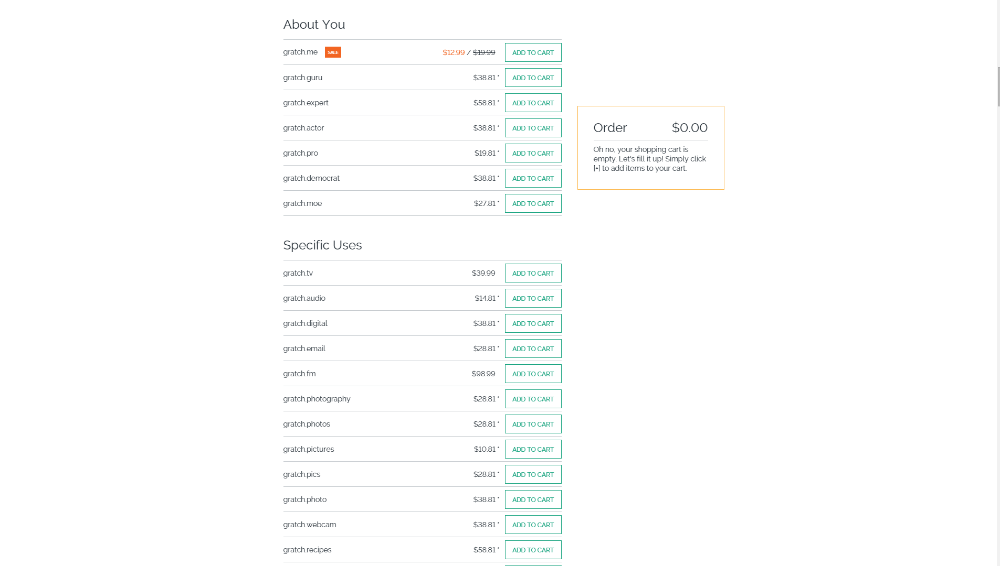 About You
gratch.me SALE $12.99 / $19.99 ADD TO CART
gratch.guru $38.81 * ADD TO CART
gratch.expert $58.81 * ADD TO CART
gratch.actor $38.81 * ADD TO CART
gratch.pro $19.81 * ADD TO CART
gratch.democrat $38.81 * ADD TO CART
gratch.moe $27.81 * ADD TO CART
Order $0.00
Oh no, your shopping cart is
empty. Let's fill it up! Simply click
[+] to add items to your cart.
Specific Uses
gratch.tv $39.99 ADD TO CART
gratch.audio $14.81 * ADD TO CART
gratch.digital $38.81 * ADD TO CART
gratch.email $28.81 * ADD TO CART
gratch.fm $98.99 ADD TO CART
gratch.photography $28.81 * ADD TO CART
gratch.photos $28.81 * ADD TO CART
gratch.pictures $10.81 * ADD TO CART
gratch.pics $28.81 * ADD TO CART
gratch.photo $38.81 * ADD TO CART
gratch.webcam $38.81 * ADD TO CART
gratch.recipes $58.81 * ADD TO CART